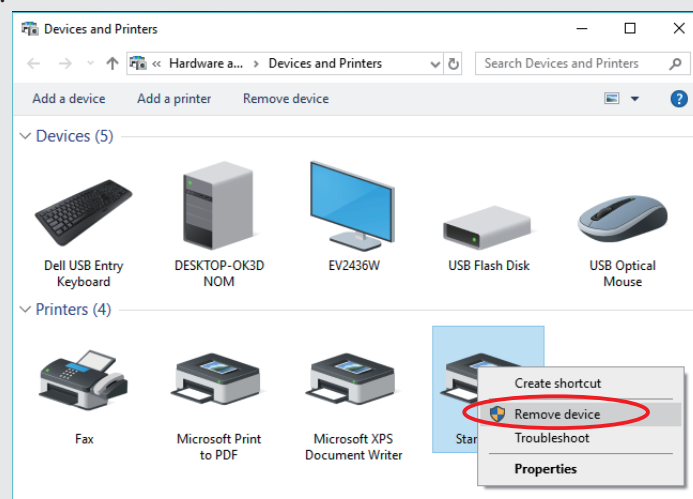 Devices and Printers
« Hardware a... › Devices and Printers
Search Devices and Printers
Add a device Add a printer Remove device
Devices (5)
Dell USB Entry
Keyboard
DESKTOP-OK3D
NOM
EV2436W
USB Flash Disk
USB Optical
Mouse
Printers (4)
Fax
Microsoft Print
to PDF
Microsoft XPS
Document Writer
Create shortcut
Remove device
Troubleshoot
Properties